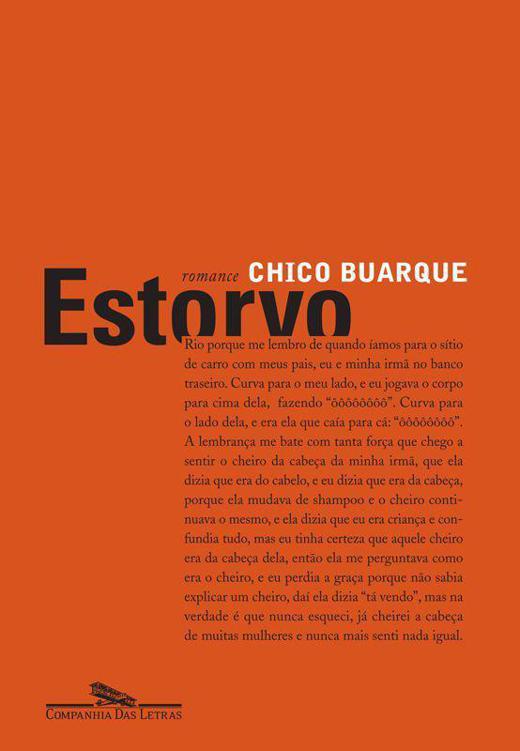 romance CHICO BUARQUE
Estorvo
Rio porque me lembro de quando íamos para o sítio
de carro com meus pais, eu e minha irmã no banco
traseiro. Curva para o meu lado, e eu jogava o corpo
para cima dela, fazendo “ôôôôôôôô”. Curva para
o lado dela, e era ela que caía para cá: “ôôôôôôôô”.
A lembrança me bate com tanta força que chego a
sentir o cheiro da cabeça da minha irmã, que ela
dizia que era do cabelo, e eu dizia que era da cabeça,
porque ela mudava de shampoo e o cheiro conti-
nuava o mesmo, e ela dizia que eu era criança e con-
fundia tudo, mas eu tinha certeza que aquele cheiro
era da cabeça dela, então ela me perguntava como
era o cheiro, e eu perdia a graça porque não sabia
explicar um cheiro, daí ela dizia “tá vendo”, mas na
verdade é que nunca esqueci, já cheirei a cabeça
de muitas mulheres e nunca mais senti nada igual.
COMPANHIA DAS LETRAS